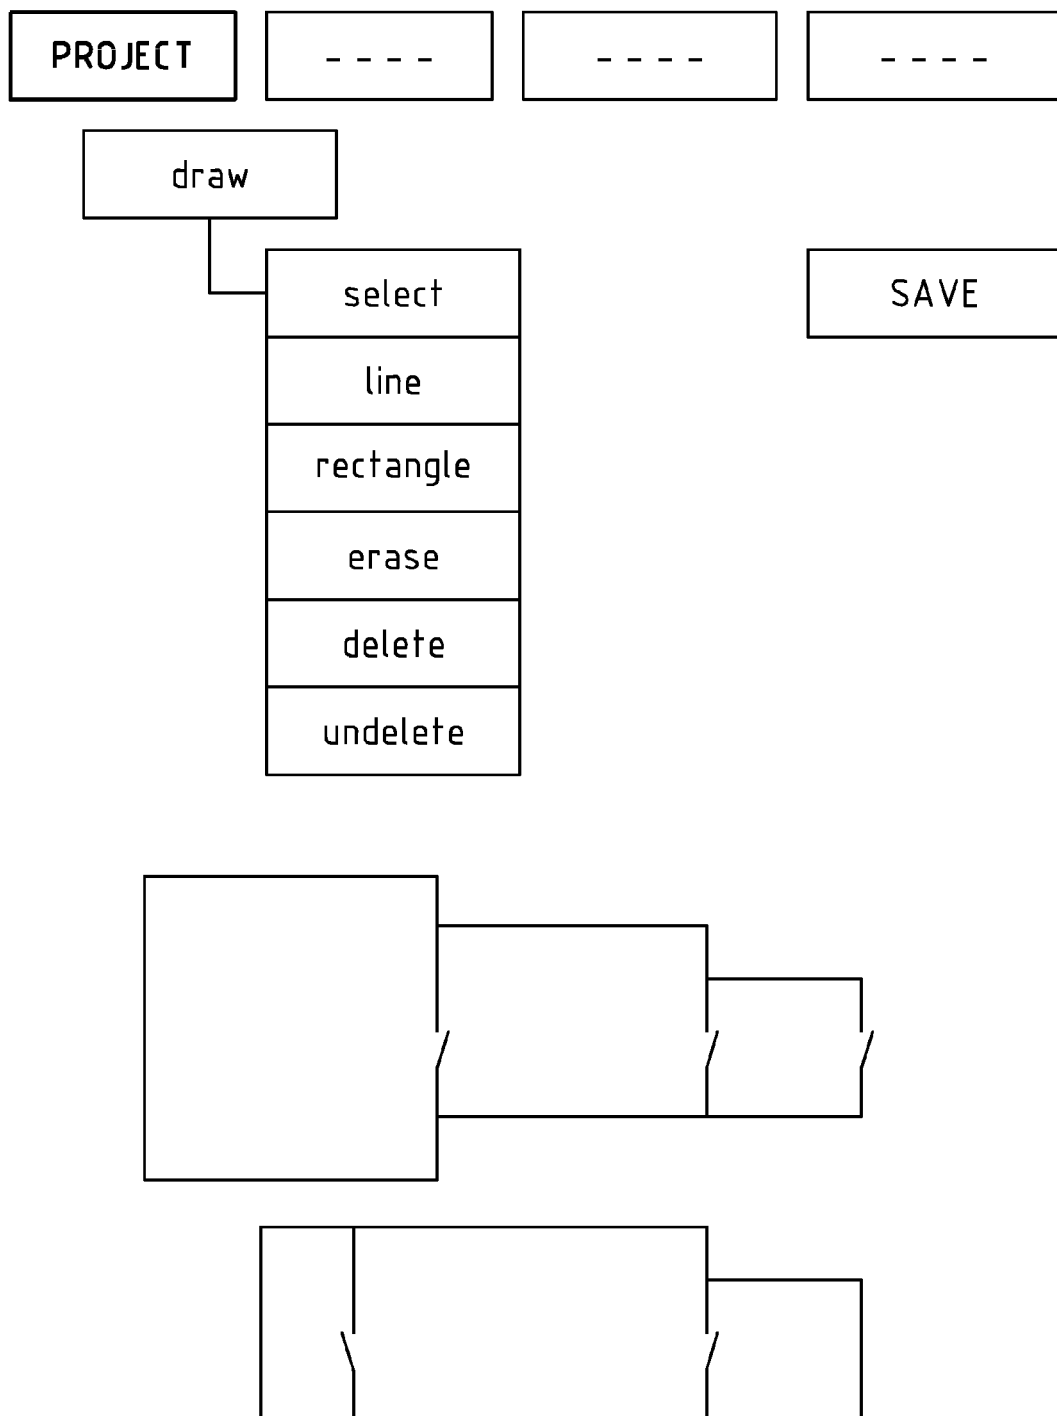 PROJECT ---- ---- ----
draw
select SAVE
line
rectangle
erase
delete
undelete